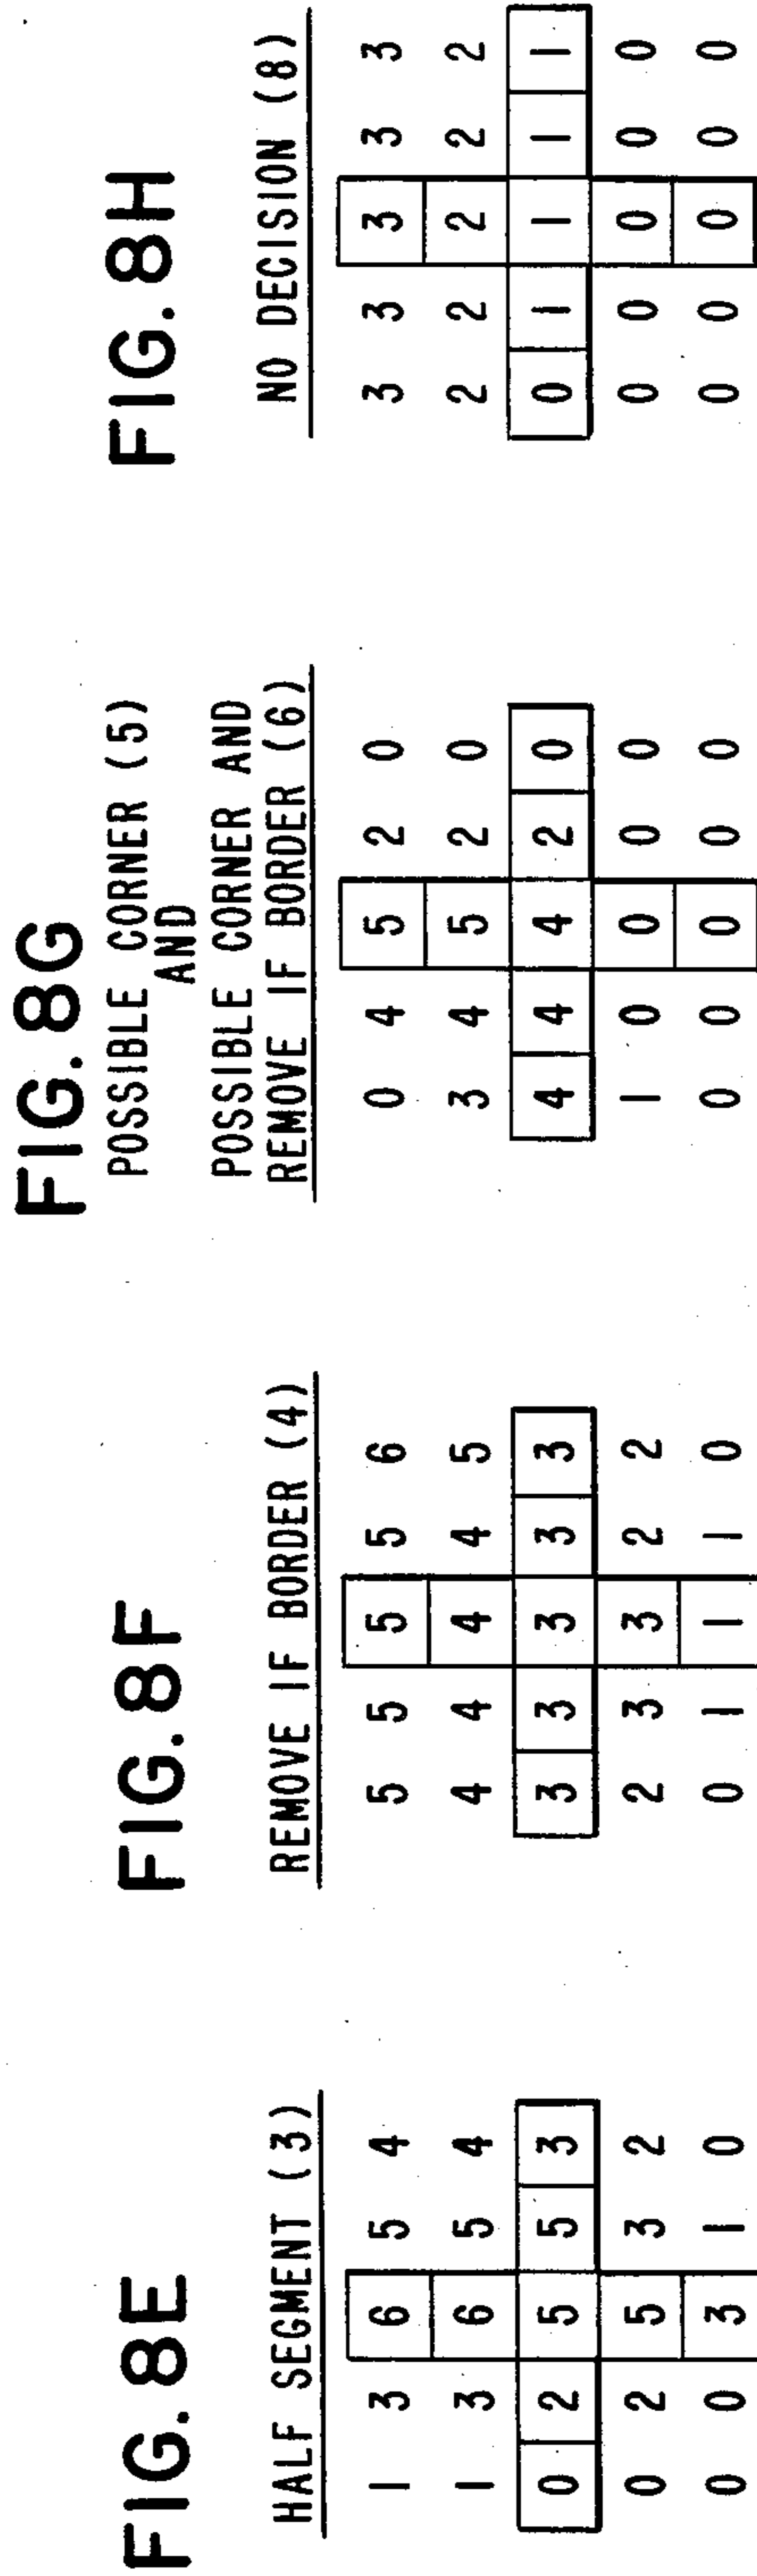 FIG. 8E
HALF SEGMENT (3)
1 3 6 5 4
1 3 6 5 4
0 2 5 5 3
0 2 5 3 2
0 0 3 1 0
FIG. 8F
REMOVE IF BORDER (4)
5 5 5 5 6
4 4 4 4 5
3 3 3 3 3
2 3 3 2 2
0 1 1 1 0
FIG. 8G
POSSIBLE CORNER (5)
AND
POSSIBLE CORNER AND
REMOVE IF BORDER (6)
0 4 5 2 0
3 4 5 2 0
4 4 4 2 0
1 0 0 0 0
0 0 0 0 0
FIG. 8H
NO DECISION (8)
3 3 3 3 3
2 2 2 2 2
0 1 1 1 1
0 0 0 0 0
0 0 0 0 0